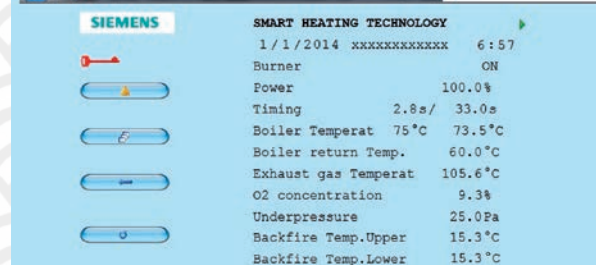 SIEMENS
SMART HEATING TECHNOLOGY
1/1/2014 xxxxxxxxxxxx 6:57
Burner ON
Power 100.0%
Timing 2.8s/ 33.0s
Boiler Temperat 75°C 73.5°C
Boiler return Temp. 60.0°C
Exhaust gas Temperat 105.6°C
O2 concentration 9.3%
Underpressure 25.0Pa
Backfire Temp.Upper 15.3°C
Backfire Temp.Lower 15.3°C